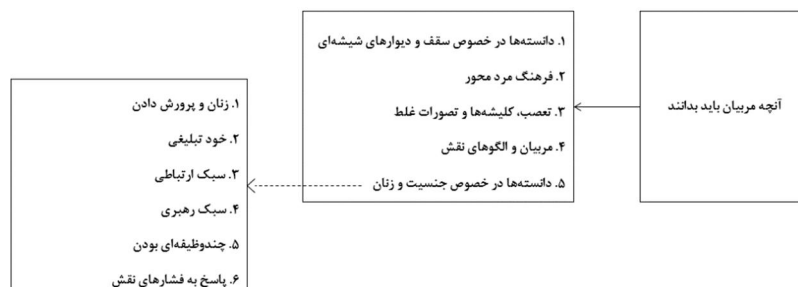 آنچه مربیان باید بدانند
۱. دانسته‌ها در خصوص سقف و دیوارهای شیشه‌ای
۲. فرهنگ مرد محور
۳. تعصب، کلیشه‌ها و تصورات غلط
۴. مربیان و الگوهای نقش
۵. دانسته‌ها در خصوص جنسیت و زنان
۱. زنان و پرورش دادن
۲. خود تبلیغی
۳. سبک ارتباطی
۴. سبک رهبری
۵. چندوظیفه‌ای بودن
۶. پاسخ به فشارهای نقش